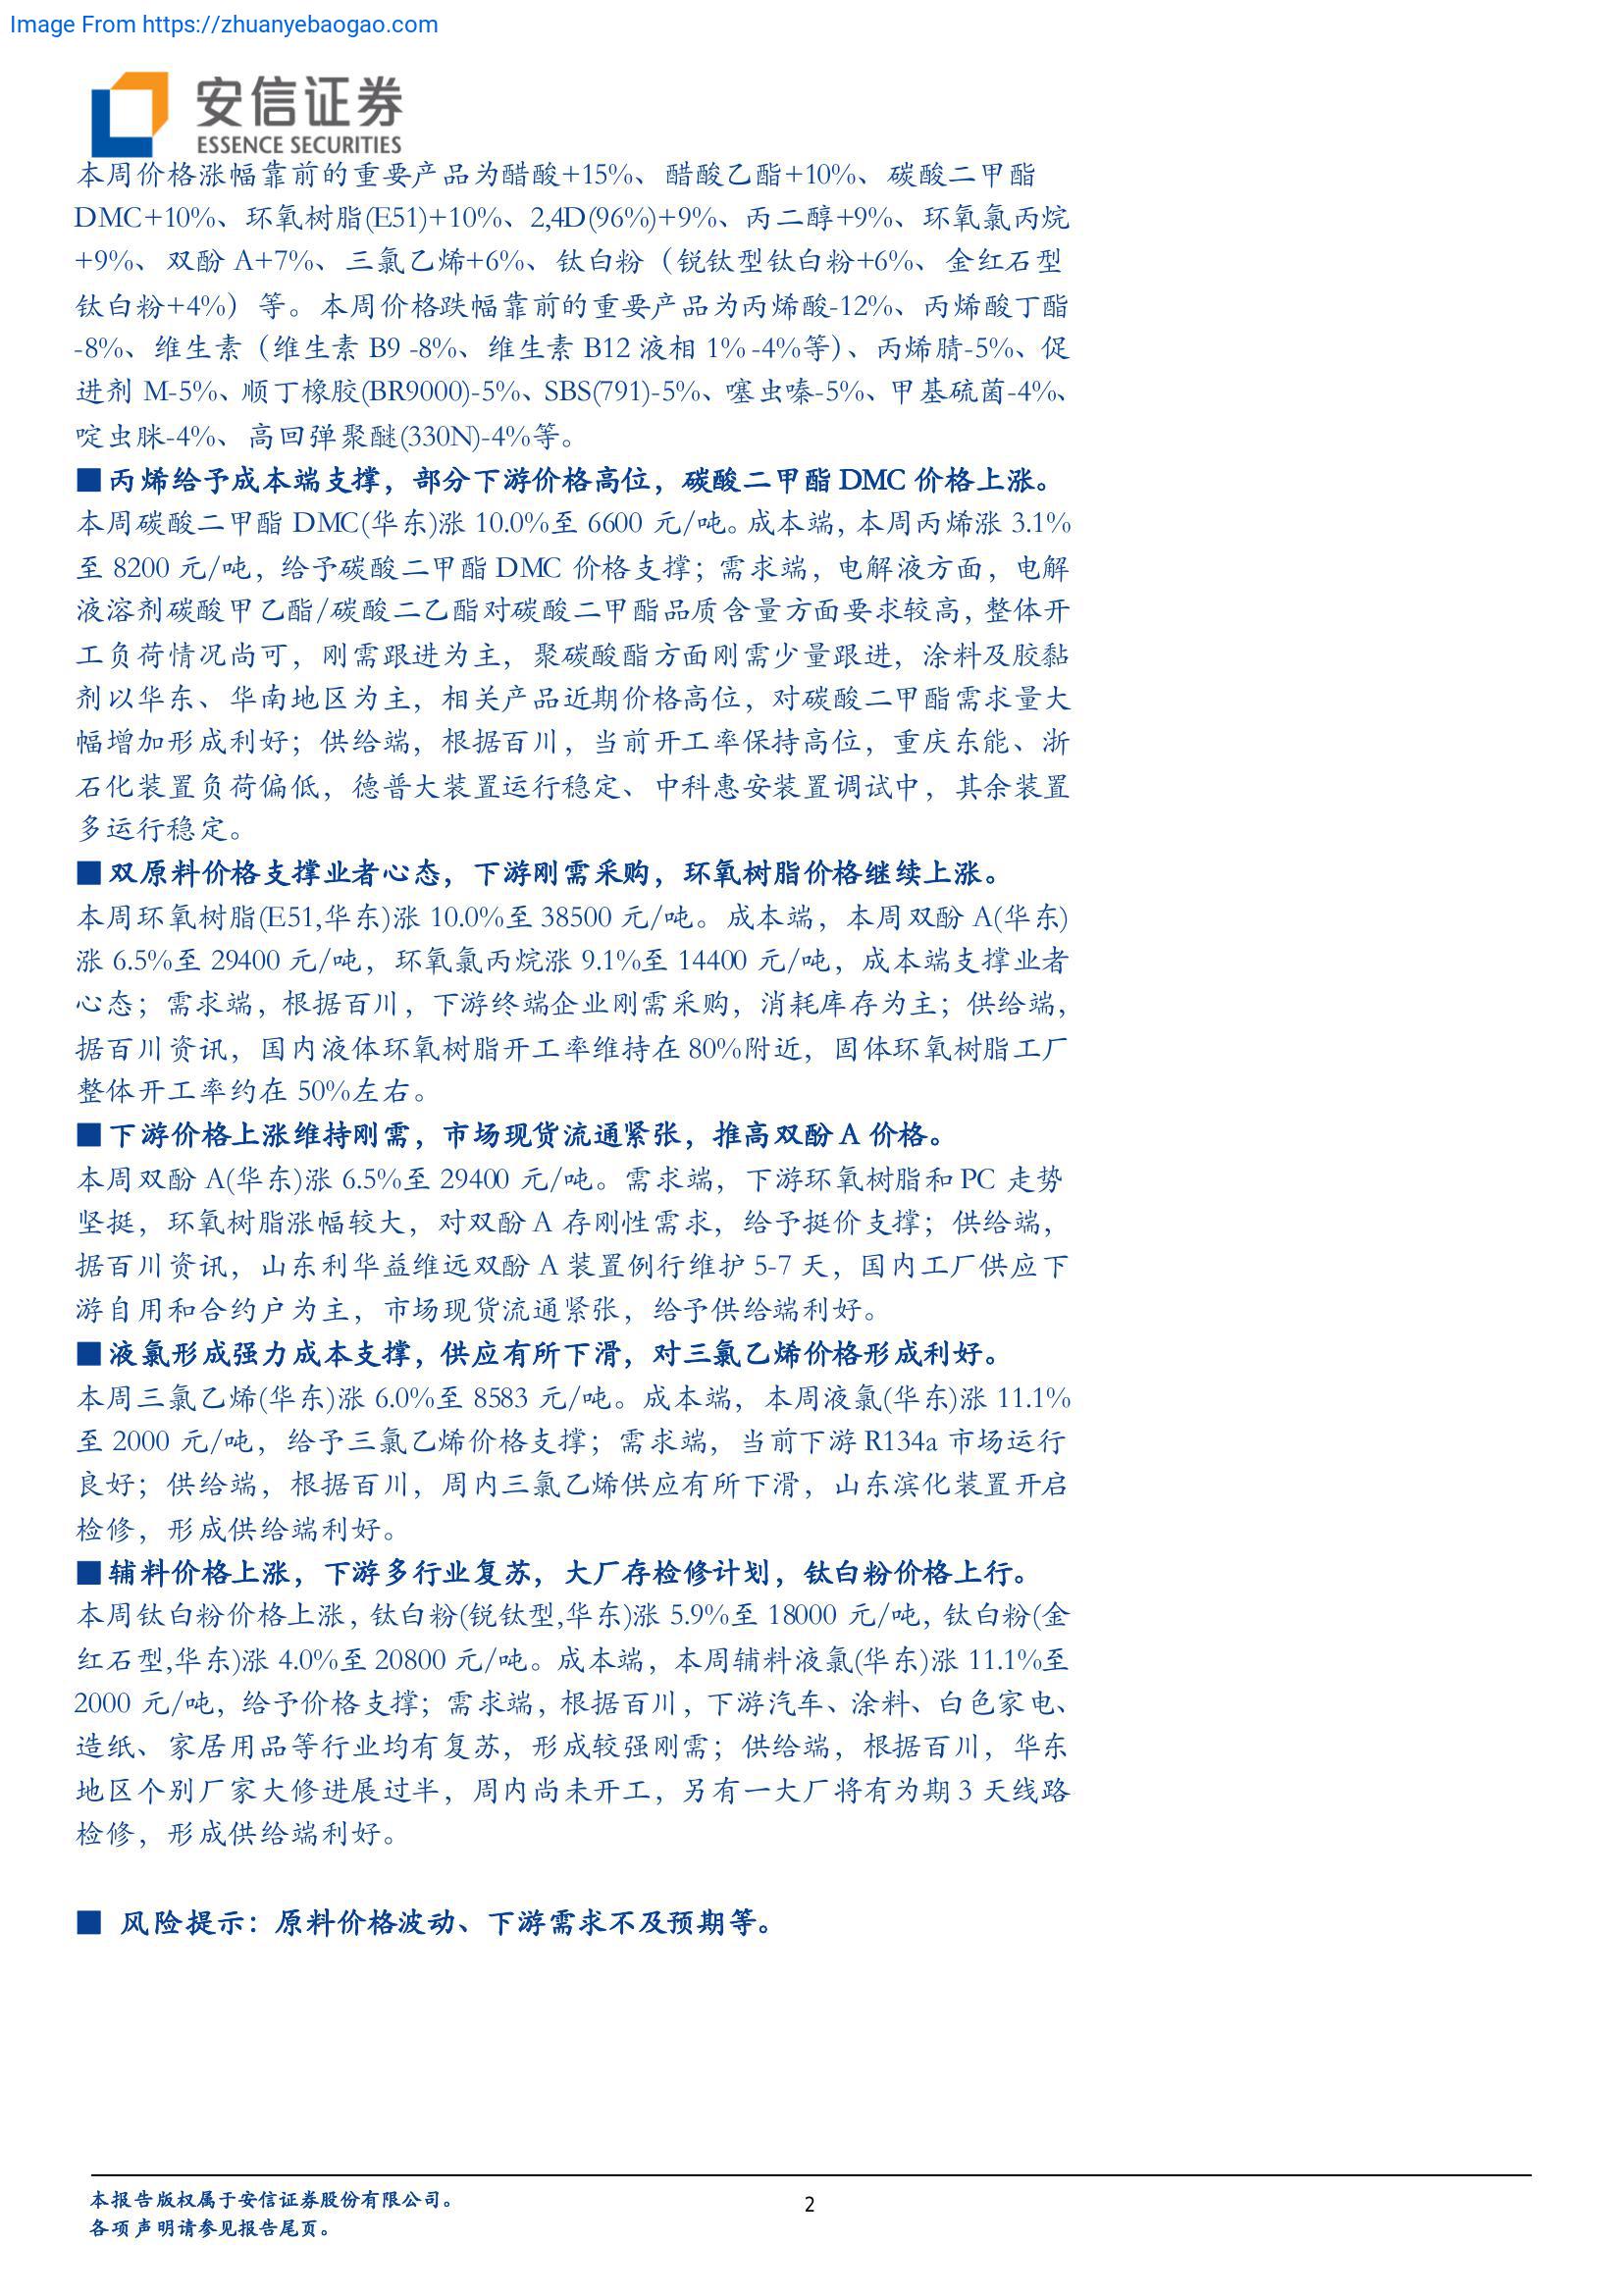 Image From https://zhuanyebaogao.com
安信证券
ESSENCE SECURITIES
本周价格涨幅靠前的重要产品为醋酸+15%、醋酸乙酯+10%、碳酸二甲酯
DMC+10%、环氧树脂(E51)+10%、2,4D(96%)+9%、丙二醇+9%、环氧氯丙烷
+9%、双酚 A+7%、三氯乙烯+6%、钛白粉（锐钛型钛白粉+6%、金红石型
钛白粉+4%）等。本周价格跌幅靠前的重要产品为丙烯酸-12%、丙烯酸丁酯
-8%、维生素（维生素 B9 -8%、维生素 B12 液相 1% -4%等）、丙烯腈-5%、促
进剂 M-5%、顺丁橡胶(BR9000)-5%、SBS(791)-5%、噻虫嗪-5%、甲基硫菌-4%、
啶虫脒-4%、高回弹聚醚(330N)-4%等。
■丙烯给予成本端支撑，部分下游价格高位，碳酸二甲酯 DMC 价格上涨。
本周碳酸二甲酯 DMC(华东)涨 10.0%至 6600 元/吨。成本端，本周丙烯涨 3.1%
至 8200 元/吨，给予碳酸二甲酯 DMC 价格支撑；需求端，电解液方面，电解
液溶剂碳酸甲乙酯/碳酸二乙酯对碳酸二甲酯品质含量方面要求较高，整体开
工负荷情况尚可，刚需跟进为主，聚碳酸酯方面刚需少量跟进，涂料及胶黏
剂以华东、华南地区为主，相关产品近期价格高位，对碳酸二甲酯需求量大
幅增加形成利好；供给端，根据百川，当前开工率保持高位，重庆东能、浙
石化装置负荷偏低，德普大装置运行稳定、中科惠安装置调试中，其余装置
多运行稳定。
■双原料价格支撑业者心态，下游刚需采购，环氧树脂价格继续上涨。
本周环氧树脂(E51,华东)涨 10.0%至 38500 元/吨。成本端，本周双酚 A(华东)
涨 6.5%至 29400 元/吨，环氧氯丙烷涨 9.1%至 14400 元/吨，成本端支撑业者
心态；需求端，根据百川，下游终端企业刚需采购，消耗库存为主；供给端，
据百川资讯，国内液体环氧树脂开工率维持在 80%附近，固体环氧树脂工厂
整体开工率约在 50%左右。
■下游价格上涨维持刚需，市场现货流通紧张，推高双酚 A 价格。
本周双酚 A(华东)涨 6.5%至 29400 元/吨。需求端，下游环氧树脂和 PC 走势
坚挺，环氧树脂涨幅较大，对双酚 A 存刚性需求，给予挺价支撑；供给端，
据百川资讯，山东利华益维远双酚 A 装置例行维护 5-7 天，国内工厂供应下
游自用和合约户为主，市场现货流通紧张，给予供给端利好。
■液氯形成强力成本支撑，供应有所下滑，对三氯乙烯价格形成利好。
本周三氯乙烯(华东)涨 6.0%至 8583 元/吨。成本端，本周液氯(华东)涨 11.1%
至 2000 元/吨，给予三氯乙烯价格支撑；需求端，当前下游 R134a 市场运行
良好；供给端，根据百川，周内三氯乙烯供应有所下滑，山东滨化装置开启
检修，形成供给端利好。
■辅料价格上涨，下游多行业复苏，大厂存检修计划，钛白粉价格上行。
本周钛白粉价格上涨，钛白粉(锐钛型,华东)涨 5.9%至 18000 元/吨，钛白粉(金
红石型,华东)涨 4.0%至 20800 元/吨。成本端，本周辅料液氯(华东)涨 11.1%至
2000 元/吨，给予价格支撑；需求端，根据百川，下游汽车、涂料、白色家电、
造纸、家居用品等行业均有复苏，形成较强刚需；供给端，根据百川，华东
地区个别厂家大修进展过半，周内尚未开工，另有一大厂将有为期 3 天线路
检修，形成供给端利好。
■ 风险提示：原料价格波动、下游需求不及预期等。
本报告版权属于安信证券股份有限公司。
2
各项声明请参见报告尾页。